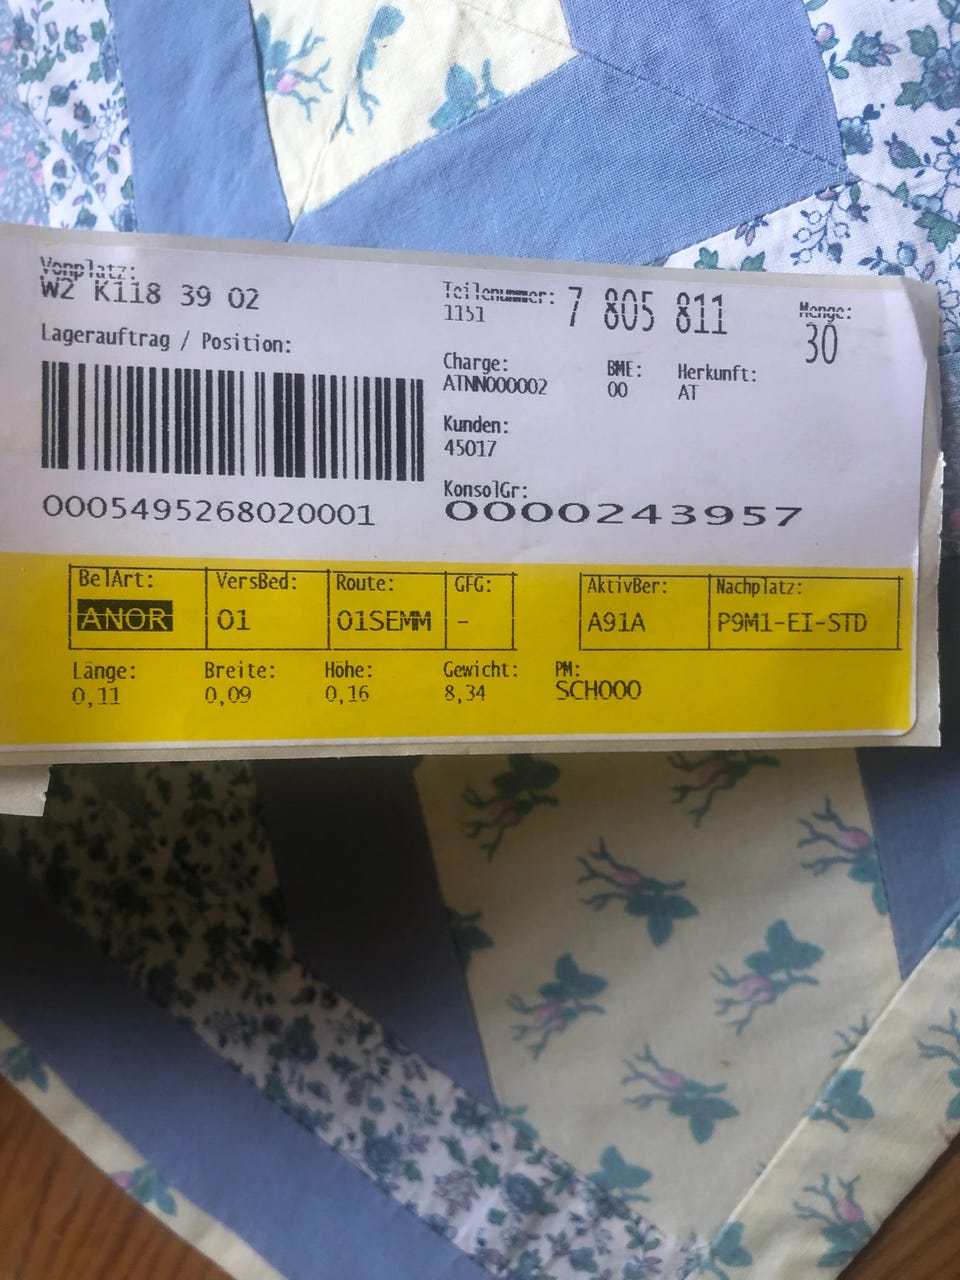 Vonplatz:
W2 K118 39 02
Lagerauftrag / Position:
0005495268020001
Teilenummer: 7 805 811
1151
Menge:
30
Charge:
ATNN000002
BME:
00
Herkunft:
AT
Kunden:
45017
KonsolGr:
0000243957
BelArt: VersBed: Route: GFG: AktivBer: Nachplatz:
ANOR 01 01SEMM - A91A P9M1-EI-STD
Länge: Breite: Höhe: Gewicht: PM:
0,11 0,09 0,16 8,34 SCH000